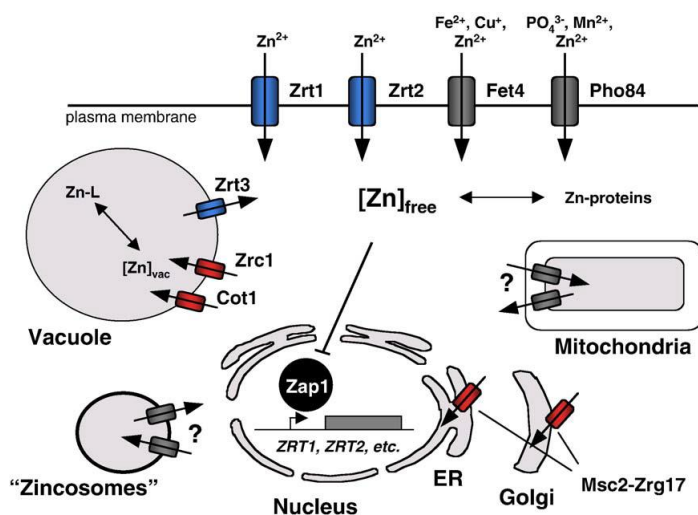 Fe²⁺, Cu⁺, PO₄³⁻, Mn²⁺,
Zn²⁺ Zn²⁺ Zn²⁺ Zn²⁺
Zrt1 Zrt2 Fet4 Pho84
plasma membrane
Zrt3
Zn-L
[Zn]free Zn-proteins
[Zn]vac
Zrc1
Cot1
?
Vacuole
Mitochondria
Zap1
?
ZRT1, ZRT2, etc.
ER
"Zincosomes"
Nucleus
Golgi
Msc2-Zrg17